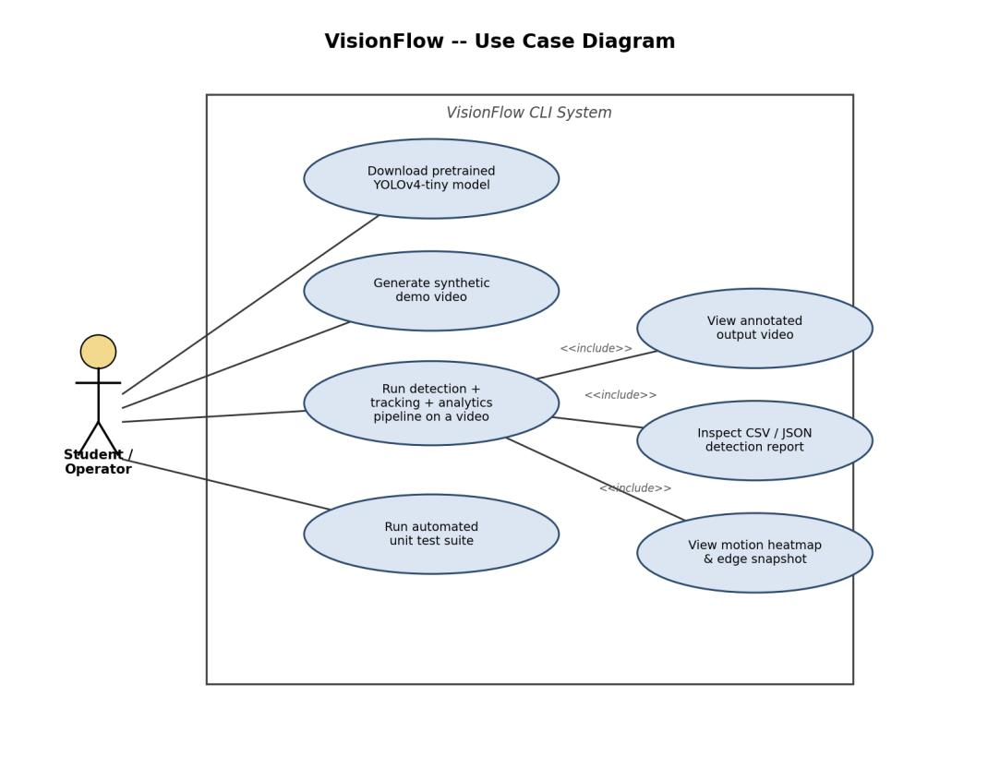 VisionFlow -- Use Case Diagram
VisionFlow CLI System
Download pretrained
YOLOv4-tiny model
Generate synthetic
demo video
Run detection +
tracking + analytics
pipeline on a video
Run automated
unit test suite
<<include>>
<<include>>
<<include>>
View annotated
output video
Inspect CSV / JSON
detection report
View motion heatmap
& edge snapshot
Student /
Operator